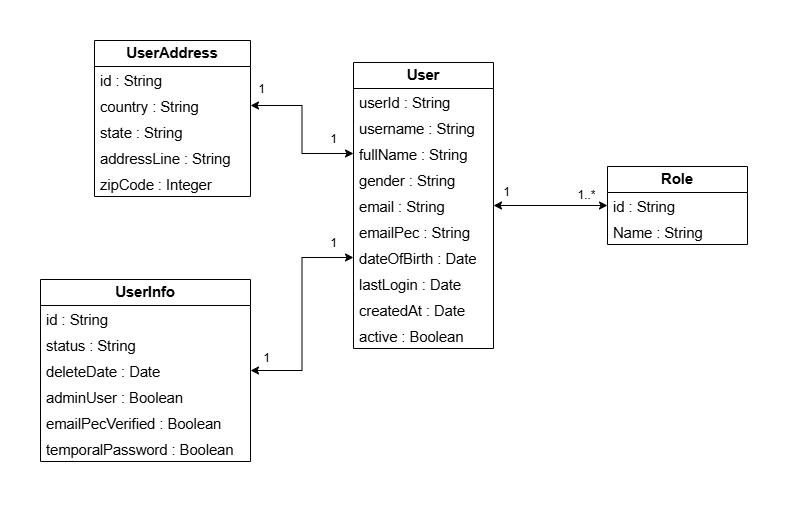 UserAddress
id : String
country : String
state : String
addressLine : String
zipCode : Integer
1
1
User
userId : String
username : String
fullName : String
gender : String
email : String
emailPec : String
dateOfBirth : Date
lastLogin : Date
createdAt : Date
active : Boolean
1
1..*
Role
id : String
Name : String
1
1
UserInfo
id : String
status : String
deleteDate : Date
adminUser : Boolean
emailPecVerified : Boolean
temporalPassword : Boolean